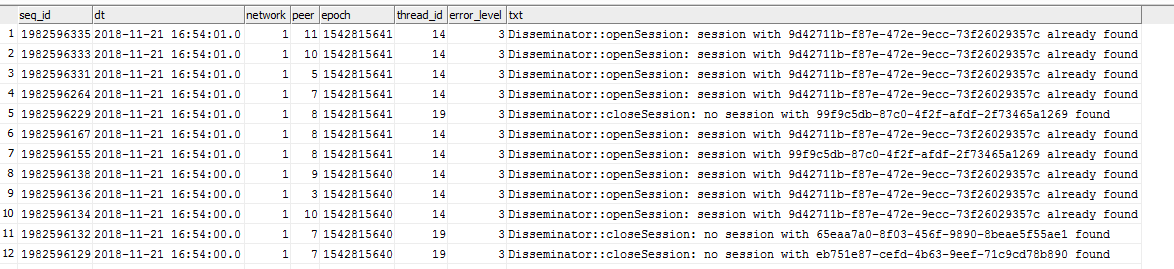 seq_id dt network peer epoch thread_id error_level txt
1 1982596335 2018-11-21 16:54:01.0 1 11 1542815641 14 3 Disseminator::openSession: session with 9d42711b-f87e-472e-9ecc-73f26029357c already found
2 1982596333 2018-11-21 16:54:01.0 1 10 1542815641 14 3 Disseminator::openSession: session with 9d42711b-f87e-472e-9ecc-73f26029357c already found
3 1982596331 2018-11-21 16:54:01.0 1 5 1542815641 14 3 Disseminator::openSession: session with 9d42711b-f87e-472e-9ecc-73f26029357c already found
4 1982596264 2018-11-21 16:54:01.0 1 7 1542815641 14 3 Disseminator::openSession: session with 9d42711b-f87e-472e-9ecc-73f26029357c already found
5 1982596229 2018-11-21 16:54:01.0 1 8 1542815641 19 3 Disseminator::closeSession: no session with 99f9c5db-87c0-4f2f-afdf-2f73465a1269 found
6 1982596167 2018-11-21 16:54:01.0 1 8 1542815641 14 3 Disseminator::openSession: session with 9d42711b-f87e-472e-9ecc-73f26029357c already found
7 1982596155 2018-11-21 16:54:01.0 1 8 1542815641 14 3 Disseminator::openSession: session with 99f9c5db-87c0-4f2f-afdf-2f73465a1269 already found
8 1982596138 2018-11-21 16:54:00.0 1 9 1542815640 14 3 Disseminator::openSession: session with 9d42711b-f87e-472e-9ecc-73f26029357c already found
9 1982596136 2018-11-21 16:54:00.0 1 3 1542815640 14 3 Disseminator::openSession: session with 9d42711b-f87e-472e-9ecc-73f26029357c already found
10 1982596134 2018-11-21 16:54:00.0 1 10 1542815640 14 3 Disseminator::openSession: session with 9d42711b-f87e-472e-9ecc-73f26029357c already found
11 1982596132 2018-11-21 16:54:00.0 1 7 1542815640 19 3 Disseminator::closeSession: no session with 65eaa7a0-8f03-456f-9890-8beae5f55ae1 found
12 1982596129 2018-11-21 16:54:00.0 1 7 1542815640 19 3 Disseminator::closeSession: no session with eb751e87-cefd-4b63-9eef-71c9cd78b890 found